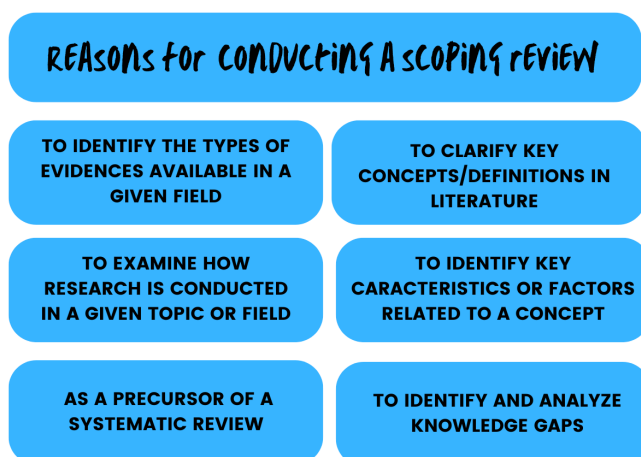 REASONS for CONDUCTING A SCOPING REVIEW
TO IDENTIFY THE TYPES OF
EVIDENCES AVAILABLE IN A
GIVEN FIELD
TO CLARIFY KEY
CONCEPTS/DEFINITIONS IN
LITERATURE
TO EXAMINE HOW
RESEARCH IS CONDUCTED
IN A GIVEN TOPIC OR FIELD
TO IDENTIFY KEY
CARACTERISTICS OR FACTORS
RELATED TO A CONCEPT
AS A PRECURSOR OF A
SYSTEMATIC REVIEW
TO IDENTIFY AND ANALYZE
KNOWLEDGE GAPS